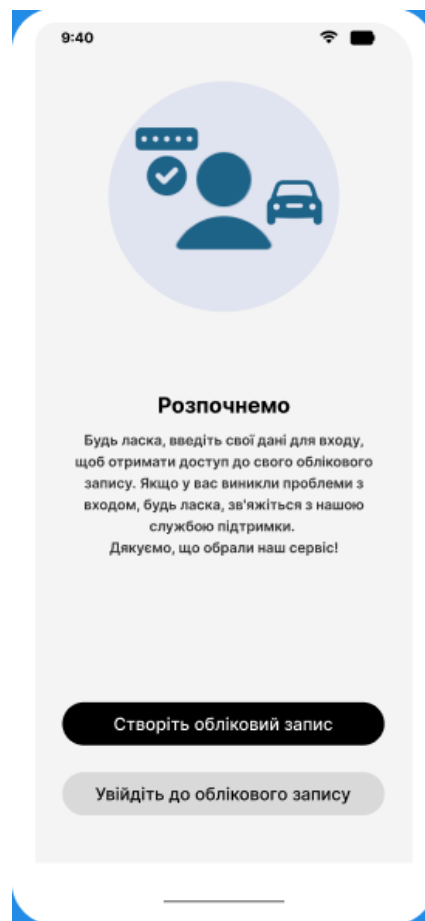 9:40
Розпочнемо
Будь ласка, введіть свої дані для входу,
щоб отримати доступ до свого облікового
запису. Якщо у вас виникли проблеми з
входом, будь ласка, зв'яжіться з нашою
службою підтримки.
Дякуємо, що обрали наш сервіс!
Створіть обліковий запис
Увійдіть до облікового запису